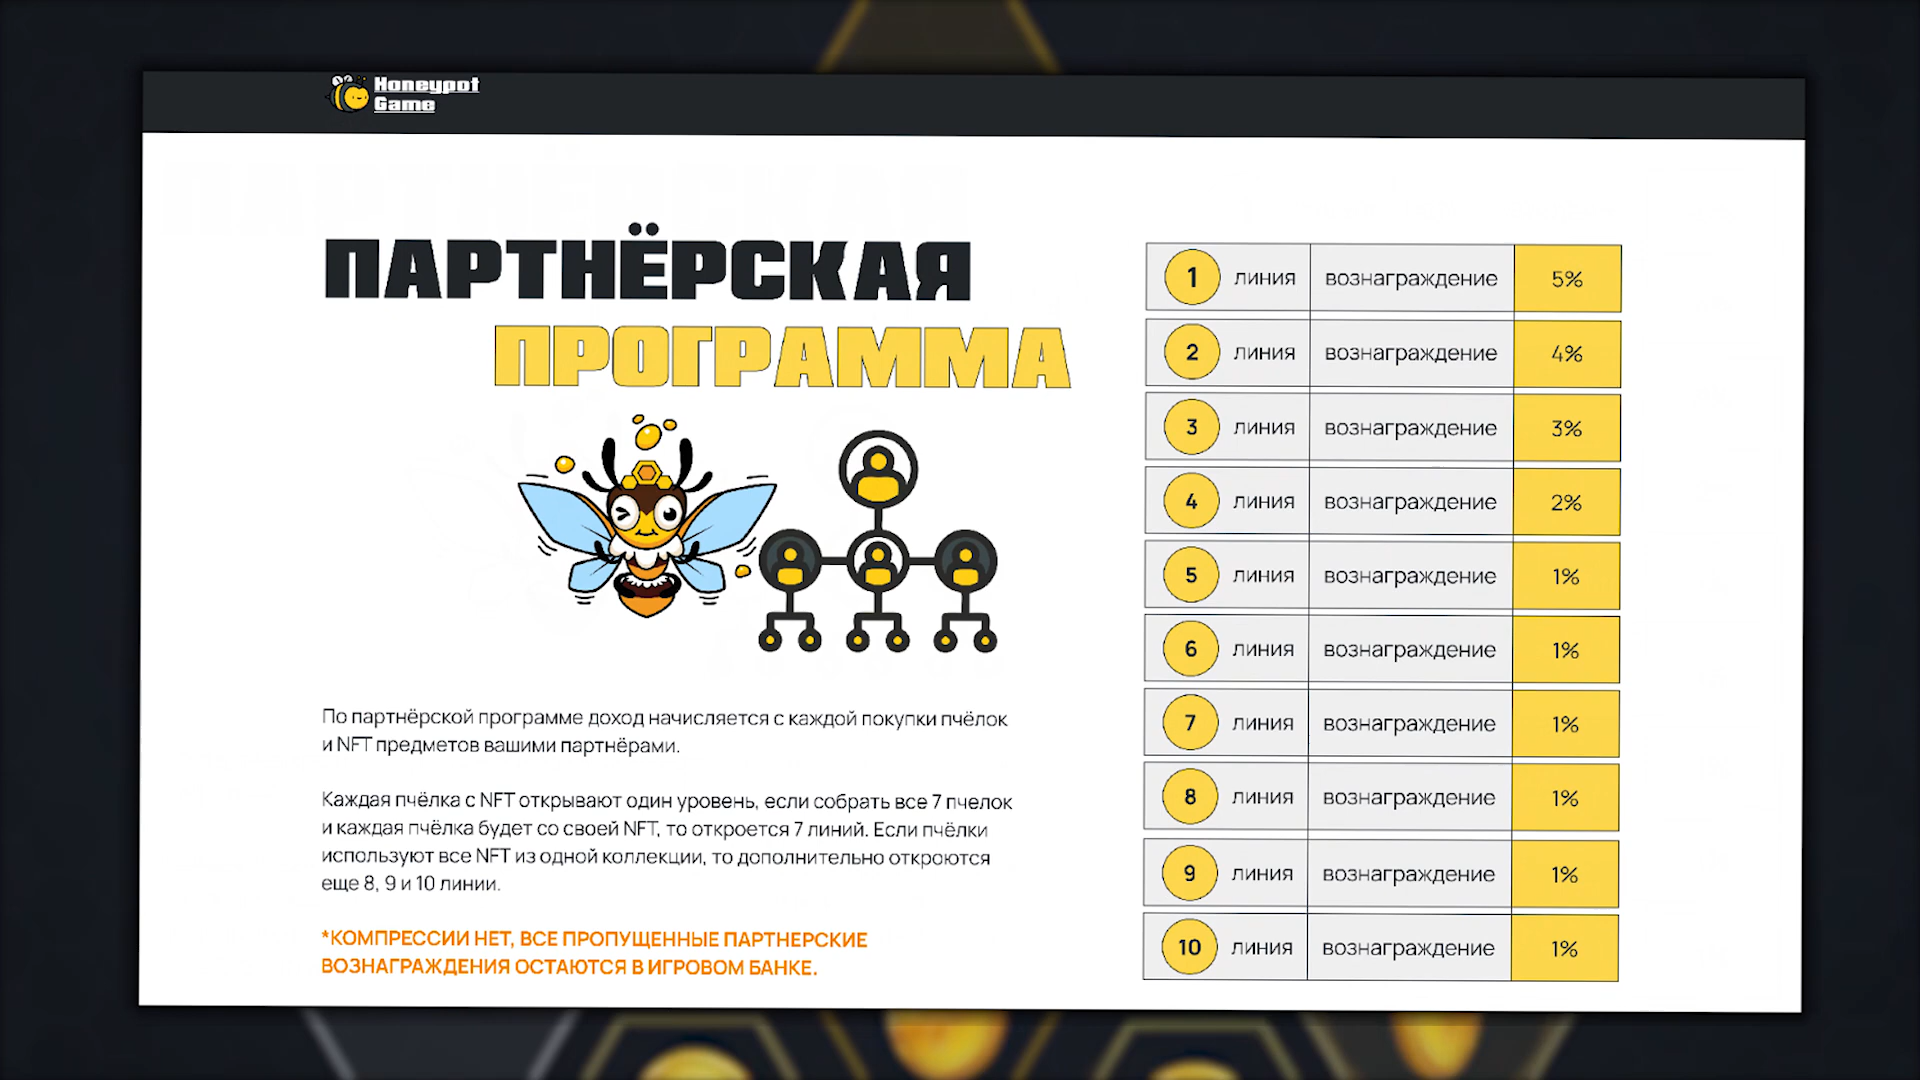 Honeypot
Game
ПАРТНЁРСКАЯ
ПРОГРАММА
По партнёрской программе доход начисляется с каждой покупки пчёлок
и NFT предметов вашими партнёрами.
Каждая пчёлка с NFT открывают один уровень, если собрать все 7 пчелок
и каждая пчёлка будет со своей NFT, то откроется 7 линий. Если пчёлки
используют все NFT из одной коллекции, то дополнительно откроются
еще 8, 9 и 10 линии.
*КОМПРЕССИИ НЕТ, ВСЕ ПРОПУЩЕННЫЕ ПАРТНЕРСКИЕ
ВОЗНАГРАЖДЕНИЯ ОСТАЮТСЯ В ИГРОВОМ БАНКЕ.
1 линия вознаграждение 5%
2 линия вознаграждение 4%
3 линия вознаграждение 3%
4 линия вознаграждение 2%
5 линия вознаграждение 1%
6 линия вознаграждение 1%
7 линия вознаграждение 1%
8 линия вознаграждение 1%
9 линия вознаграждение 1%
10 линия вознаграждение 1%